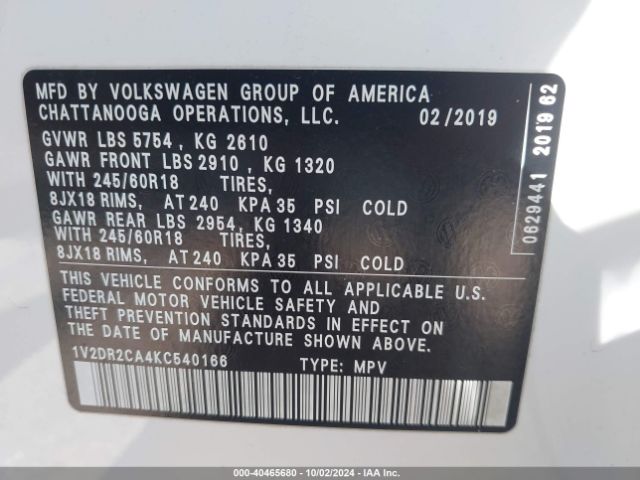 MFD BY VOLKSWAGEN GROUP OF AMERICA
CHATTANOOGA OPERATIONS, LLC. 02/2019
GVWR LBS 5754 , KG 2610
GAWR FRONT LBS 2910 , KG 1320
WITH 245/60R18 TIRES,
8JX18 RIMS, AT 240 KPA 35 PSI COLD
GAWR REAR LBS 2954, KG 1340
WITH 245/60R18 TIRES,
8JX18 RIMS, AT 240 KPA 35 PSI COLD
THIS VEHICLE CONFORMS TO ALL APPLICABLE U.S.
FEDERAL MOTOR VEHICLE SAFETY AND
THEFT PREVENTION STANDARDS IN EFFECT ON
THE DATE OF MANUFACTURE SHOWN ABOVE.
1V2DR2CA4KC540166 TYPE: MPV
0629441 2019 62
000-40465680 - 10/02/2024 - IAA Inc.